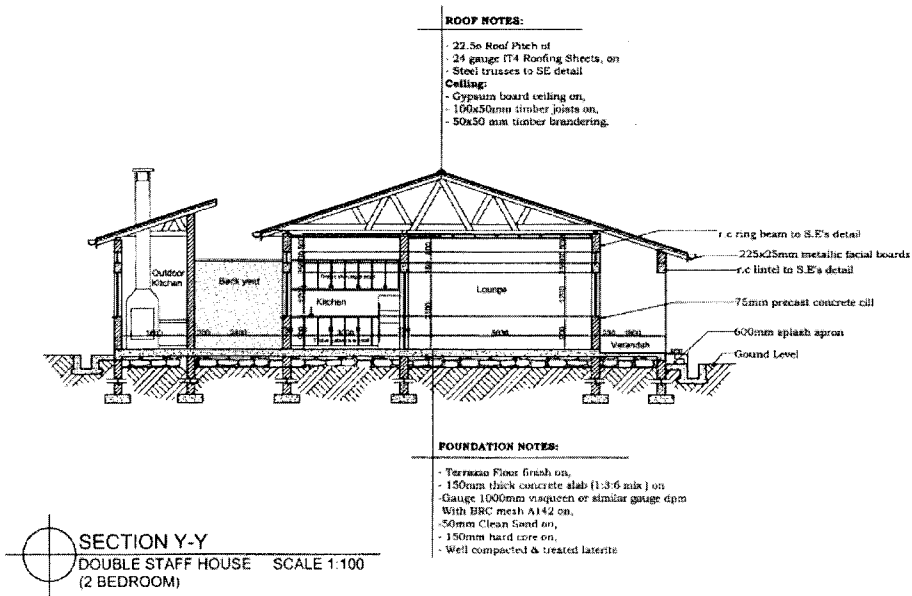 ROOF NOTES:
- 22.5o Roof Pitch of
- 24 gauge IT4 Roofing Sheets, on
- Steel trusses to SE detail
Ceiling:
- Gypsum board ceiling on,
- 100x50mm timber joists on,
- 50x50 mm timber brandering.
r.c ring beam to S.E's detail
225x25mm metallic facial boards
r.c lintel to S.E's detail
Outdoor
Kitchen
Back yard
Kitchen
Lounge
75mm precast concrete cill
600mm splash apron
Verandah
Gound Level
FOUNDATION NOTES:
- Terrazzo Floor finish on,
- 150mm thick concrete slab (1:3:6 mix ) on
-Gauge 1000mm visqueen or similar gauge dpm
With BRC mesh A142 on,
-50mm Clean Sand on,
- 150mm hard core on,
- Well compacted & treated laterite
SECTION Y-Y
DOUBLE STAFF HOUSE SCALE 1:100
(2 BEDROOM)